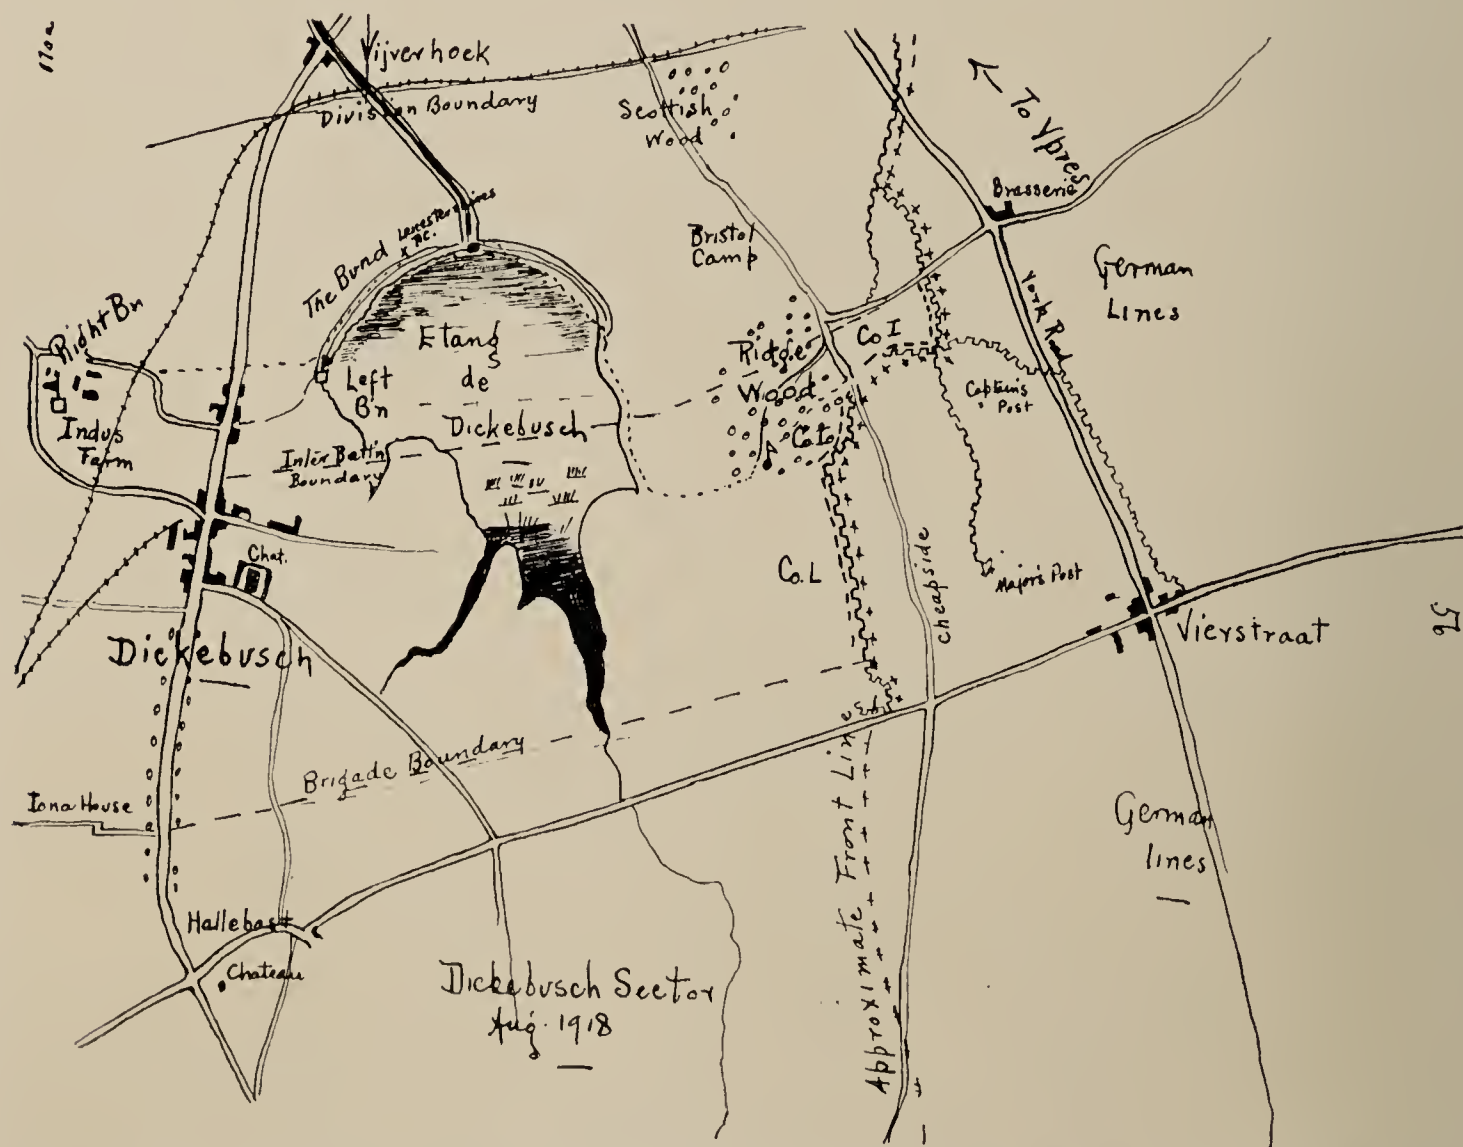 Vijverhoek
Division Boundary
Scottish
Wood
To Ypres
Brasserie
The Bund
Bristol
Camp
German
Lines
York Road
Right Bn
Etang
de
Dickebusch
Left
Bn
Ridge
Wood
Co I
Captain's
Post
Indus
Farm
Inter Batt'n
Boundary
Chat.
Co. L
Cheapside
Major's Post
Vierstraat
Dickebusch
Brigade Boundary
Iona House
Approximate Front Line
German
lines
Hallebast
Chateau
Dickebusch Sector
Aug. 1918